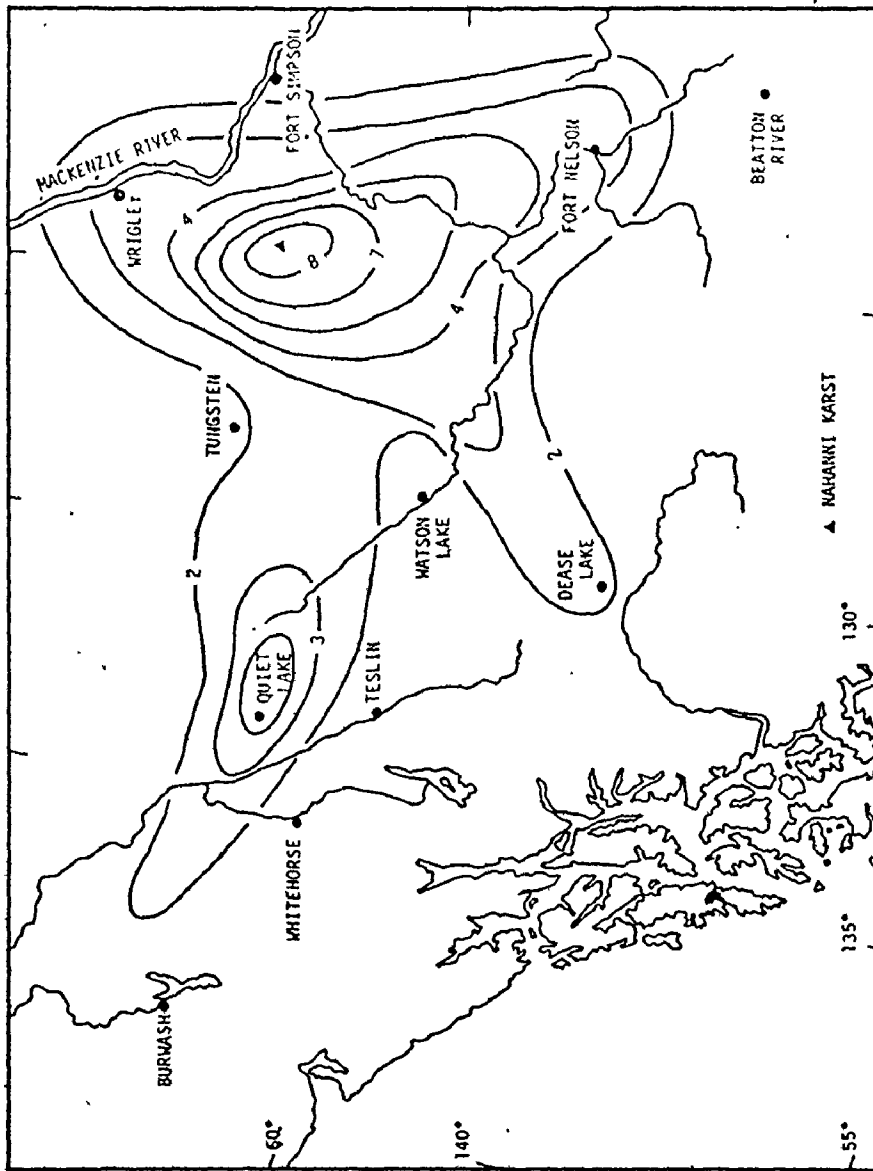 MACKENZIE RIVER
WRIGLEY
BURWASH
2
TUNGSTEN
4
60°
QUIET
LAKE
3
8
FORT SIMPSON
WHITEHORSE
TESLIN
7
WATSON
LAKE
4
140°
2
DEASE
LAKE
FORT NELSON
BEATTON
RIVER
▲ NAHANNI KARST
55°
135°
130°